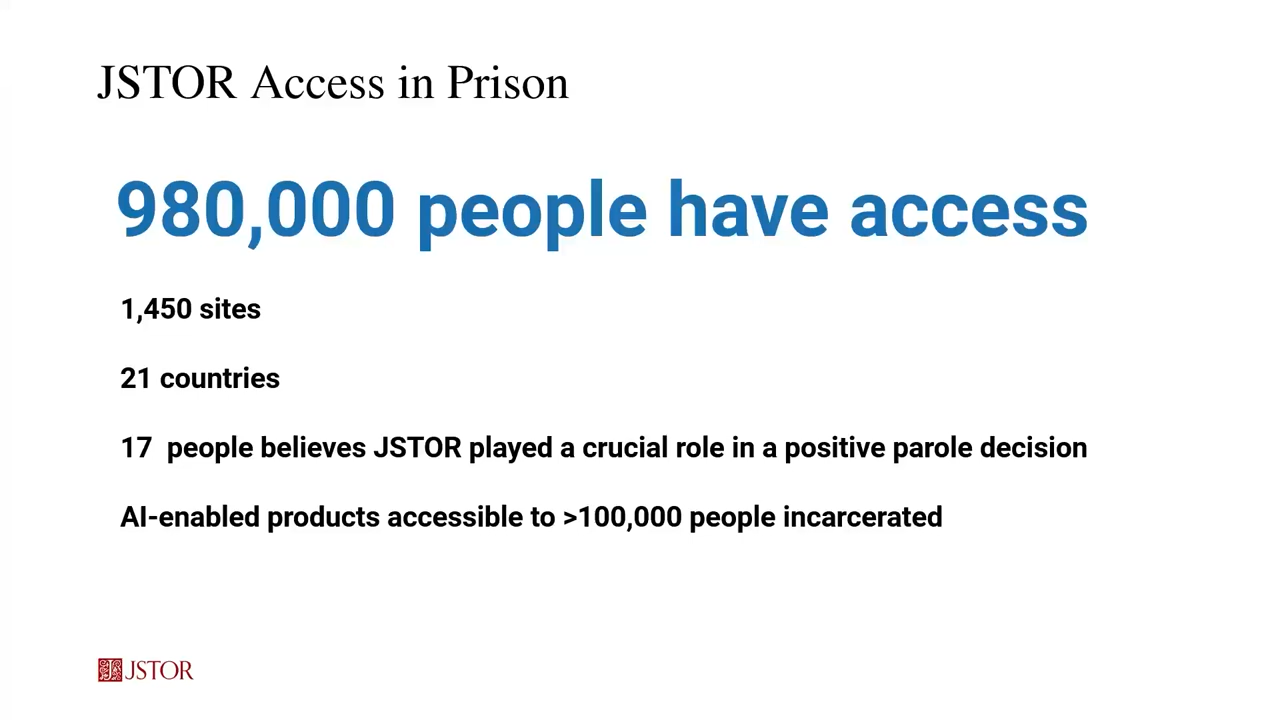 JSTOR Access in Prison
980,000 people have access
1,450 sites
21 countries
17  people believes JSTOR played a crucial role in a positive parole decision
AI-enabled products accessible to >100,000 people incarcerated
JSTOR